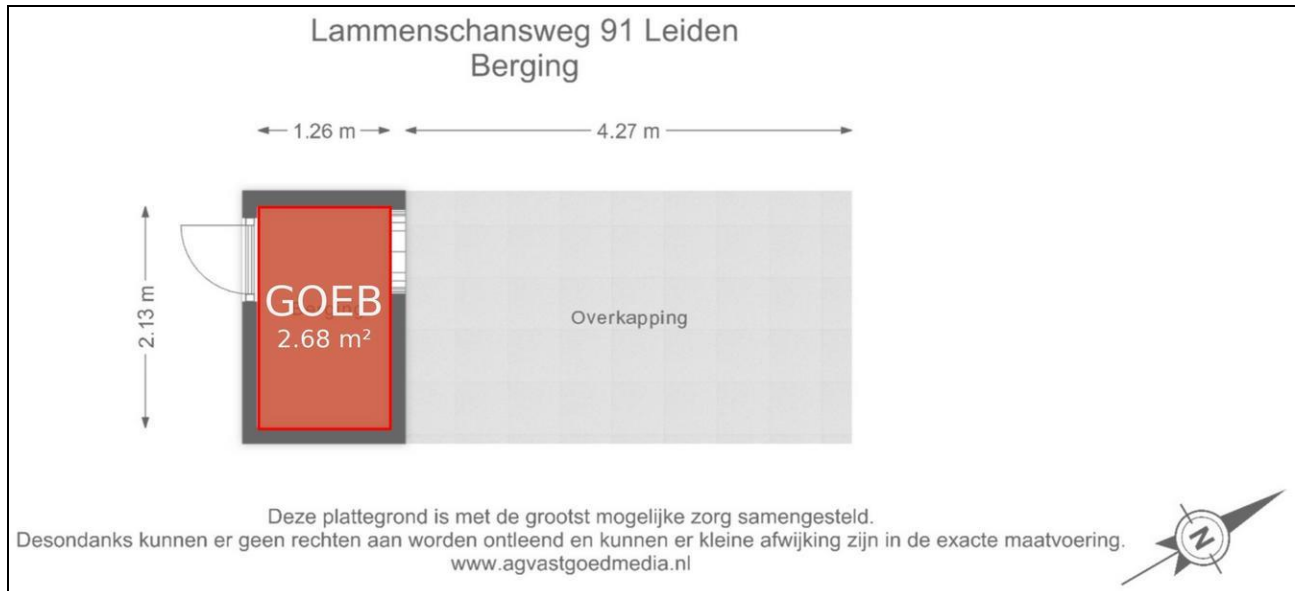 Lammenschansweg 91 Leiden
Berging
1.26 m
4.27 m
2.13 m
Berging
GOEB
2.68 m²
Overkapping
Deze plattegrond is met de grootst mogelijke zorg samengesteld.
Desondanks kunnen er geen rechten aan worden ontleend en kunnen er kleine afwijking zijn in de exacte maatvoering.
www.agvastgoedmedia.nl
N